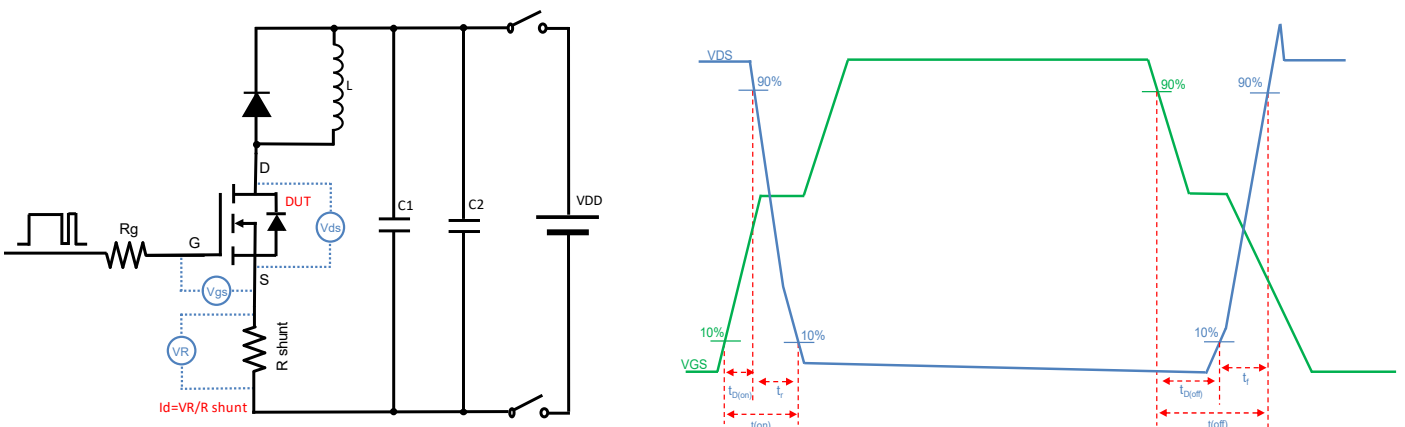 L
D
DUT
Rg
G
Vds
Vgs
S
VR
R shunt
Id=VR/R shunt
C1
C2
VDD
VDS
90%
10%
10%
VGS
tD(on)
tr
t(on)
90%
90%
10%
tD(off)
tf
t(off)